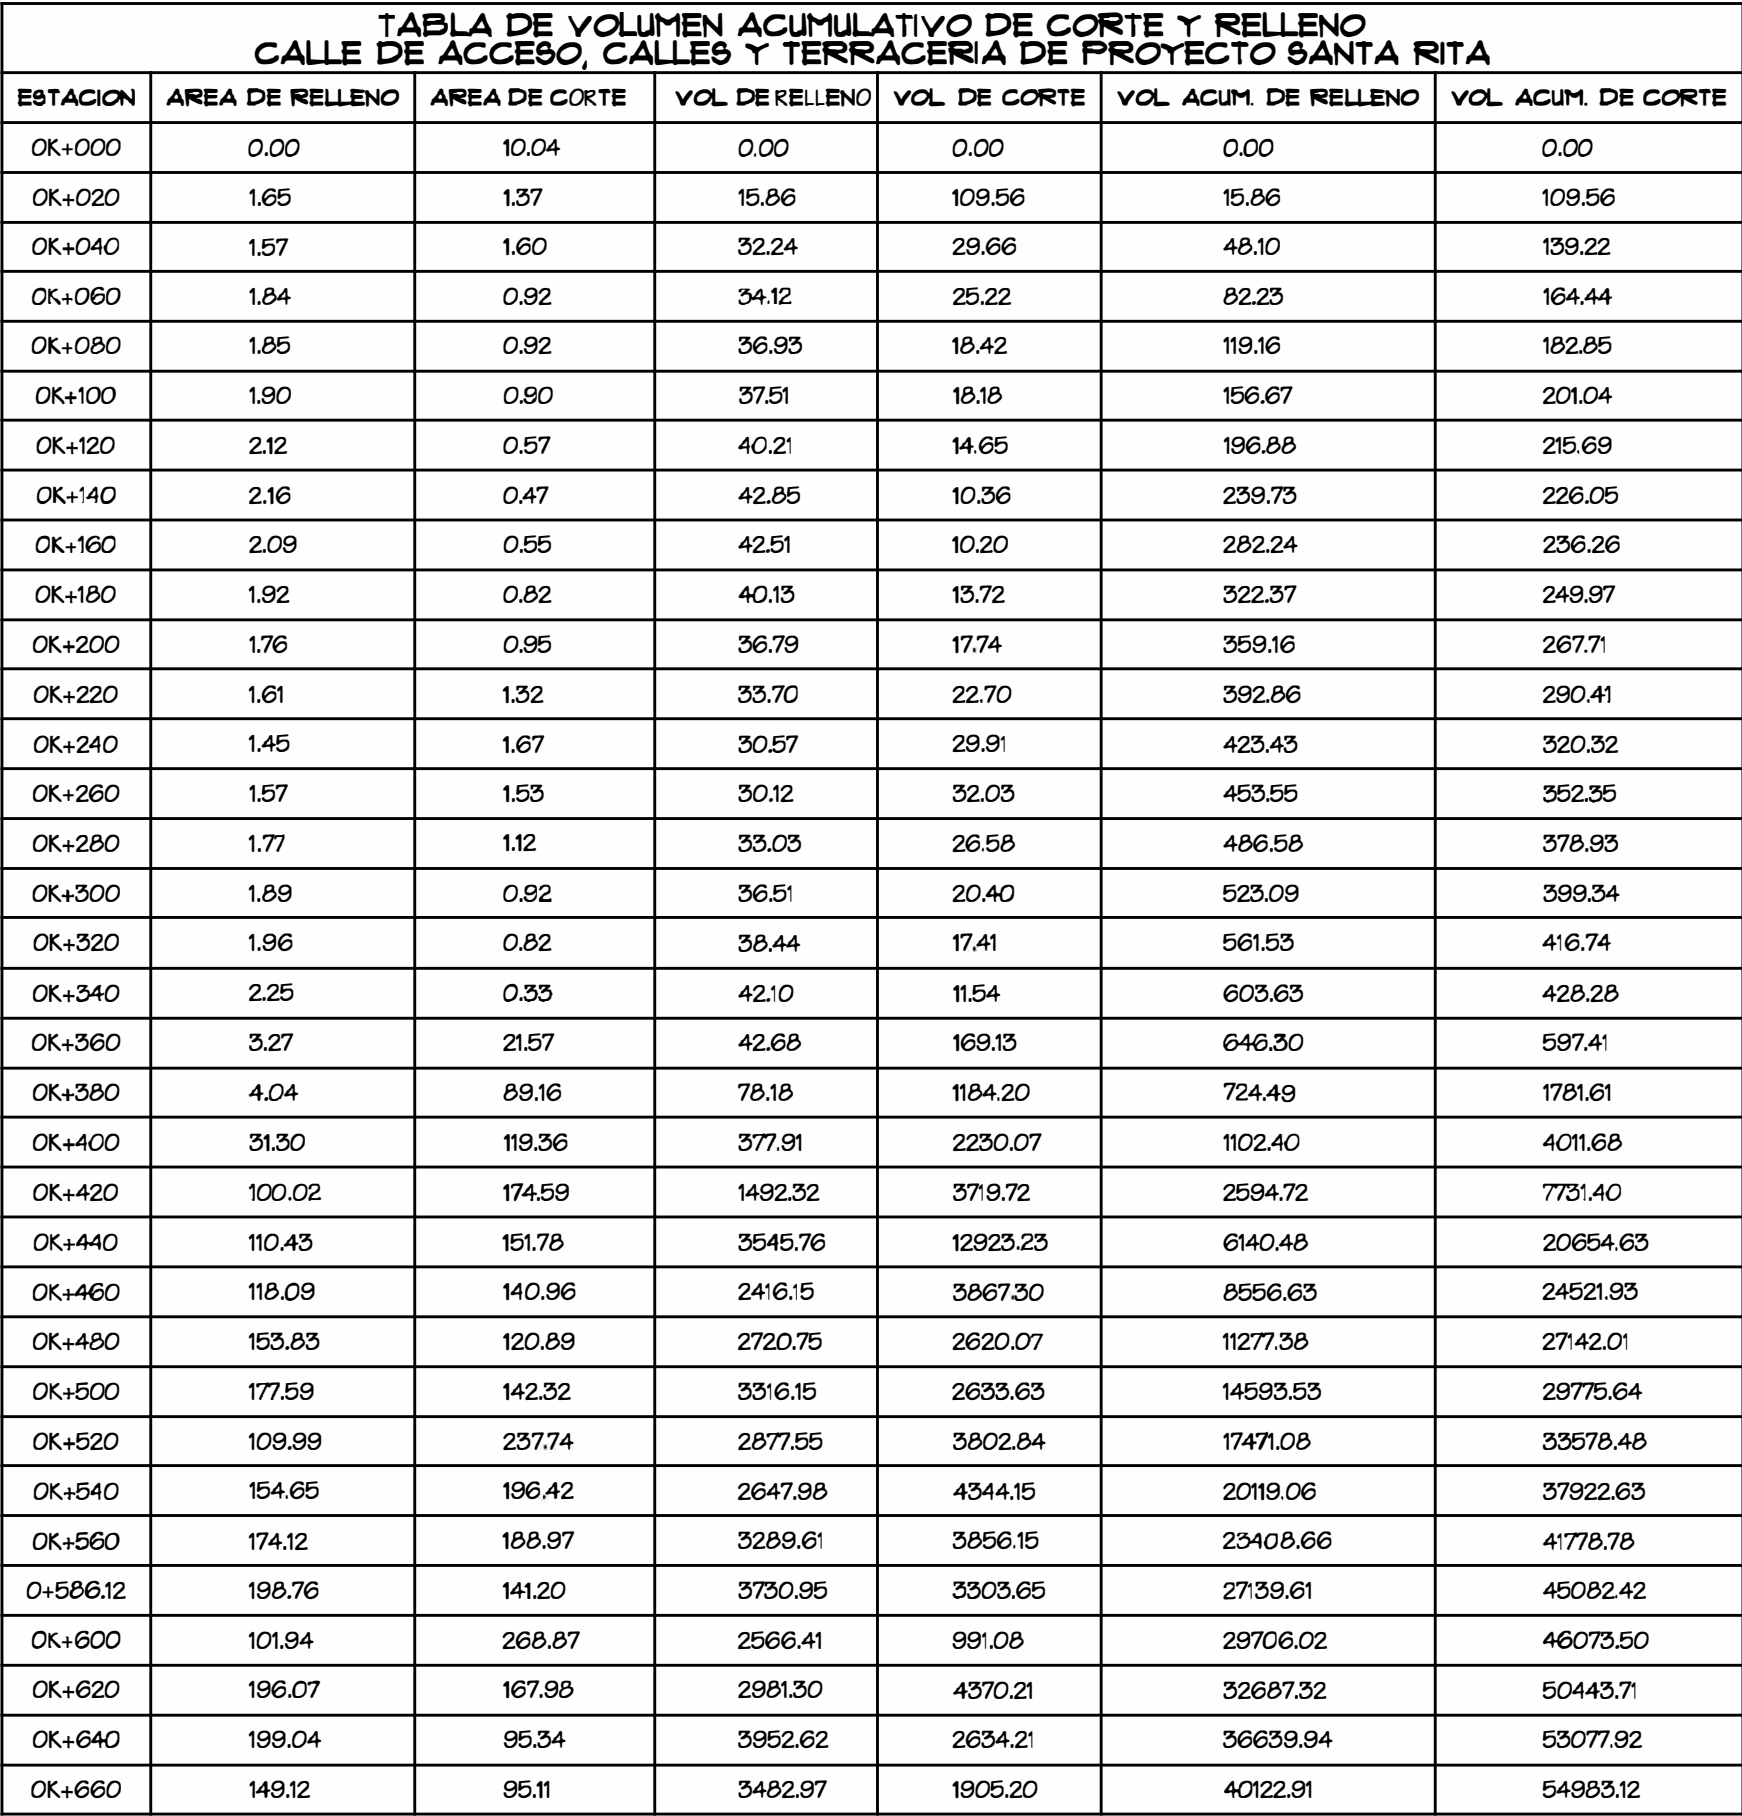 TABLA DE VOLUMEN ACUMULATIVO DE CORTE Y RELLENO
CALLE DE ACCESO, CALLES Y TERRACERIA DE PROYECTO SANTA RITA
ESTACION AREA DE RELLENO AREA DE CORTE VOL DE RELLENO VOL DE CORTE VOL ACUM. DE RELLENO VOL ACUM. DE CORTE
0K+000 0.00 10.04 0.00 0.00 0.00 0.00
0K+020 1.65 1.37 15.86 109.56 15.86 109.56
0K+040 1.57 1.60 32.24 29.66 48.10 139.22
0K+060 1.84 0.92 34.12 25.22 82.23 164.44
0K+080 1.85 0.92 36.93 18.42 119.16 182.85
0K+100 1.90 0.90 37.51 18.18 156.67 201.04
0K+120 2.12 0.57 40.21 14.65 196.88 215.69
0K+140 2.16 0.47 42.85 10.36 239.73 226.05
0K+160 2.09 0.55 42.51 10.20 282.24 236.26
0K+180 1.92 0.82 40.13 13.72 322.37 249.97
0K+200 1.76 0.95 36.79 17.74 359.16 267.71
0K+220 1.61 1.32 33.70 22.70 392.86 290.41
0K+240 1.45 1.67 30.57 29.91 423.43 320.32
0K+260 1.57 1.53 30.12 32.03 453.55 352.35
0K+280 1.77 1.12 33.03 26.58 486.58 378.93
0K+300 1.89 0.92 36.51 20.40 523.09 399.34
0K+320 1.96 0.82 38.44 17.41 561.53 416.74
0K+340 2.25 0.33 42.10 11.54 603.63 428.28
0K+360 3.27 21.57 42.68 169.13 646.30 597.41
0K+380 4.04 89.16 78.18 1184.20 724.49 1781.61
0K+400 31.30 119.36 377.91 2230.07 1102.40 4011.68
0K+420 100.02 174.59 1492.32 3719.72 2594.72 7731.40
0K+440 110.43 151.78 3545.76 12923.23 6140.48 20654.63
0K+460 118.09 140.96 2416.15 3867.30 8556.63 24521.93
0K+480 153.83 120.89 2720.75 2620.07 11277.38 27142.01
0K+500 177.59 142.32 3316.15 2633.63 14593.53 29775.64
0K+520 109.99 237.74 2877.55 3802.84 17471.08 33578.48
0K+540 154.65 196.42 2647.98 4344.15 20119.06 37922.63
0K+560 174.12 188.97 3289.61 3856.15 23408.66 41778.78
0+586.12 198.76 141.20 3730.95 3303.65 27139.61 45082.42
0K+600 101.94 268.87 2566.41 991.08 29706.02 46073.50
0K+620 196.07 167.98 2981.30 4370.21 32687.32 50443.71
0K+640 199.04 95.34 3952.62 2634.21 36639.94 53077.92
0K+660 149.12 95.11 3482.97 1905.20 40122.91 54983.12